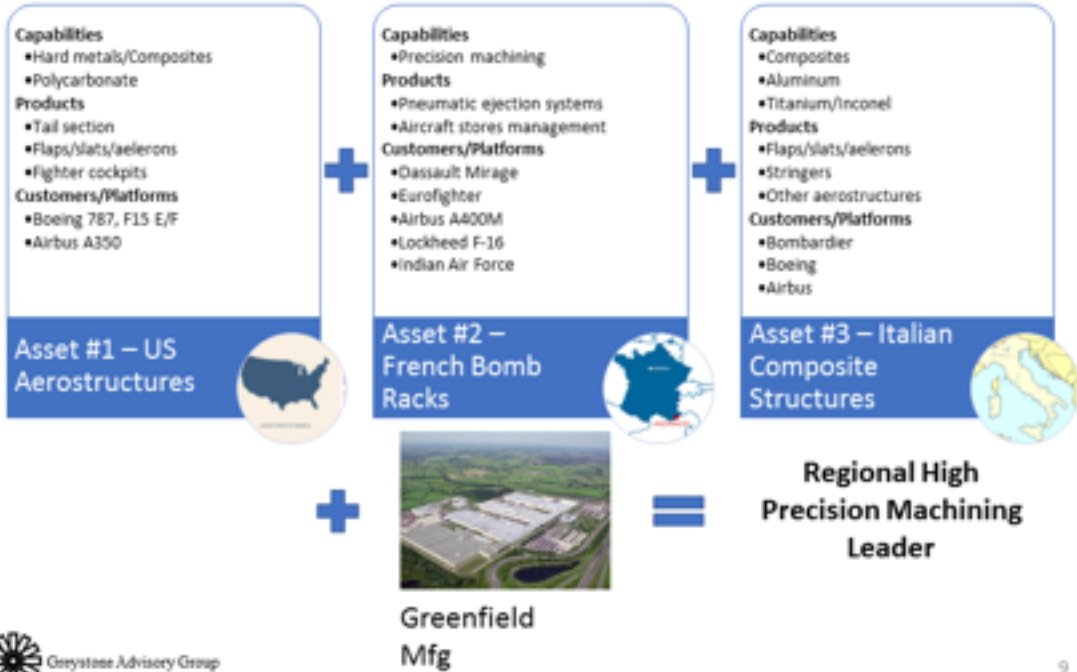 Capabilities
▪Hard metals/Composites
▪Polycarbonate
Products
▪Tail section
▪Flaps/slats/aelerons
▪Fighter cockpits
Customers/Platforms
▪Boeing 787, F15 E/F
▪Airbus A350
Asset #1 – US
Aerostructures
Capabilities
▪Precision machining
Products
▪Pneumatic ejection systems
▪Aircraft stores management
Customers/Platforms
▪Dassault Mirage
▪Eurofighter
▪Airbus A400M
▪Lockheed F-16
▪Indian Air Force
Asset #2 –
French Bomb
Racks
Capabilities
▪Composites
▪Aluminum
▪Titanium/Inconel
Products
▪Flaps/slats/aelerons
▪Stringers
▪Other aerostructures
Customers/Platforms
▪Bombardier
▪Boeing
▪Airbus
Asset #3 – Italian
Composite
Structures
Greenfield
Mfg
Regional High
Precision Machining
Leader
Greystone Advisory Group
9